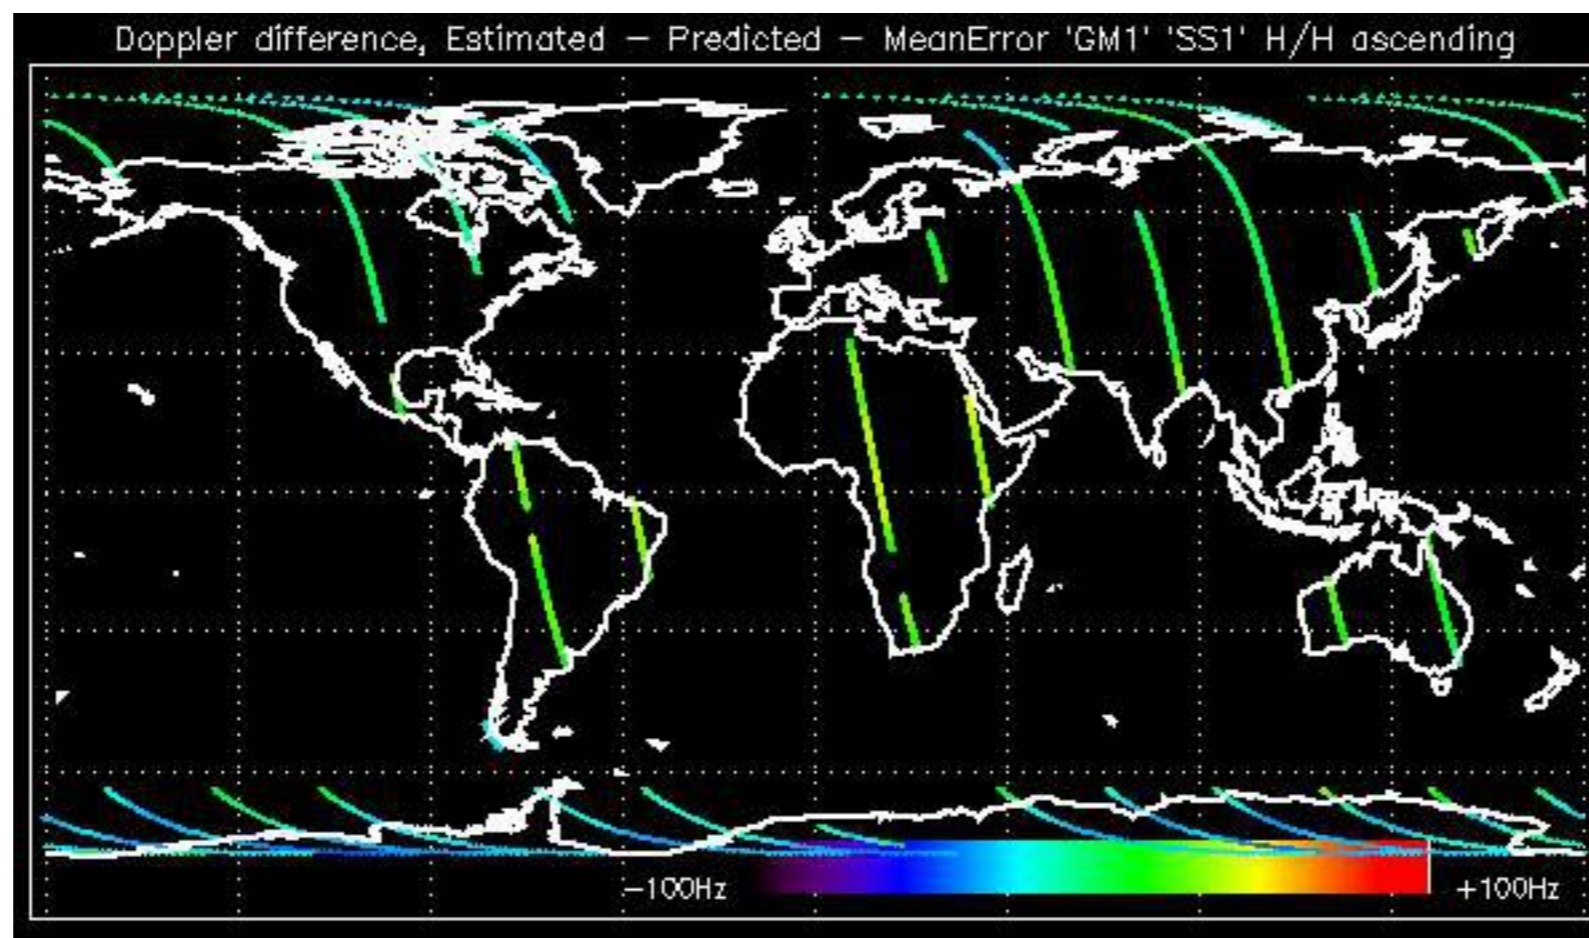 Doppler difference, Estimated – Predicted – MeanError 'GM1' 'SS1' H/H ascending
–100Hz +100Hz